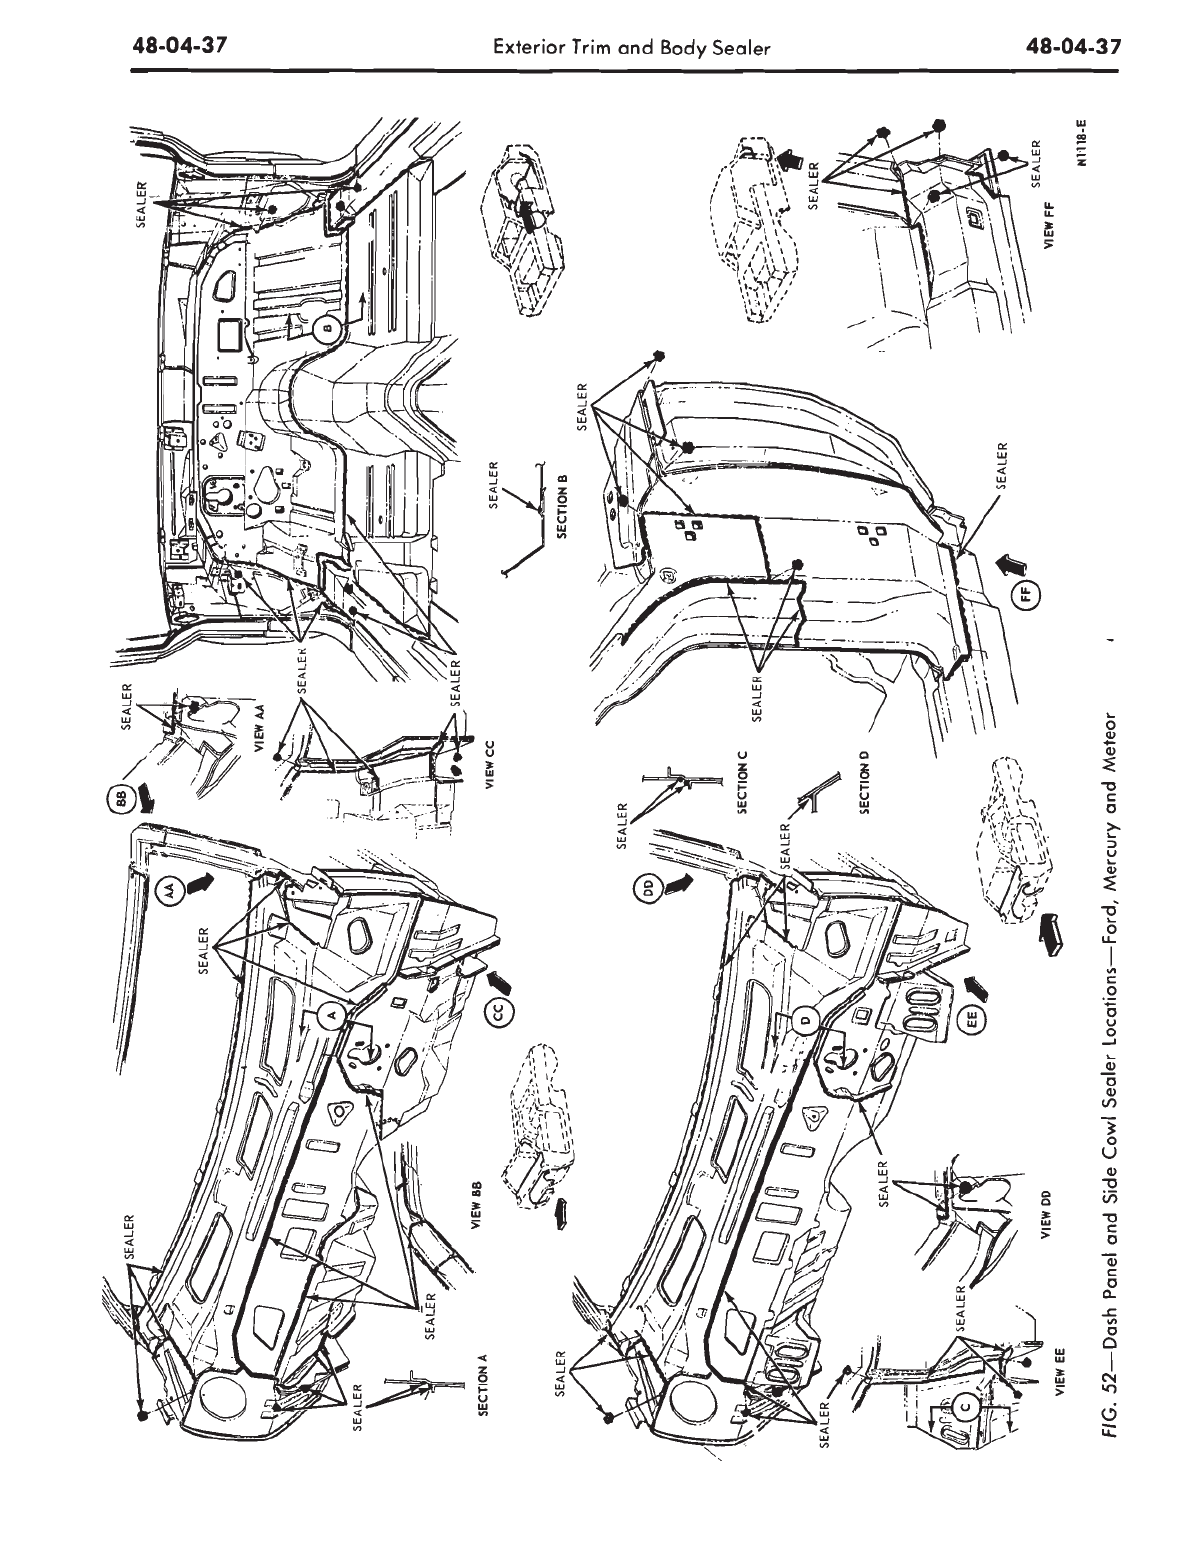 48-04-37
Exterior Trim and Body Sealer
48-04-37
SEALER
B
SEALER
SECTION B
SEALER
SEALER
SEALER
VIEW AA
SEALER
VIEW CC
BB
AA
SEALER
A
CC
SEALER
VIEW BB
SEALER
SEALER
SECTION A
SEALER
SEALER
VIEW FF
N1118-E
SEALER
SEALER
FF
SEALER
SEALER
SECTION C
SEALER
SECTION D
DD
D
EE
SEALER
VIEW DD
SEALER
SEALER
SEALER
C
VIEW EE
FIG. 52—Dash Panel and Side Cowl Sealer Locations—Ford, Mercury and Meteor